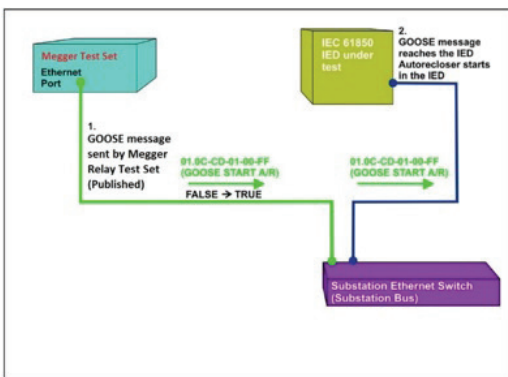 Megger Test Set
Ethernet
Port
1.
GOOSE message
sent by Megger
Relay Test Set
(Published)
01.0C-CD-01-00-FF
(GOOSE START A/R)
FALSE → TRUE
IEC 61850
IED under
test
2.
GOOSE message
reaches the IED
Autorecloser starts
in the IED
01.0C-CD-01-00-FF
(GOOSE START A/R)
Substation Ethernet Switch
(Substation Bus)